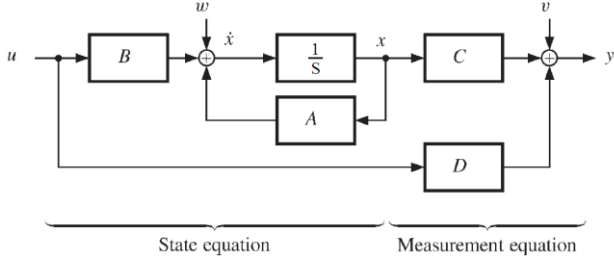 w
v
u
B
ẋ
1
S
x
C
y
A
D
State equation
Measurement equation